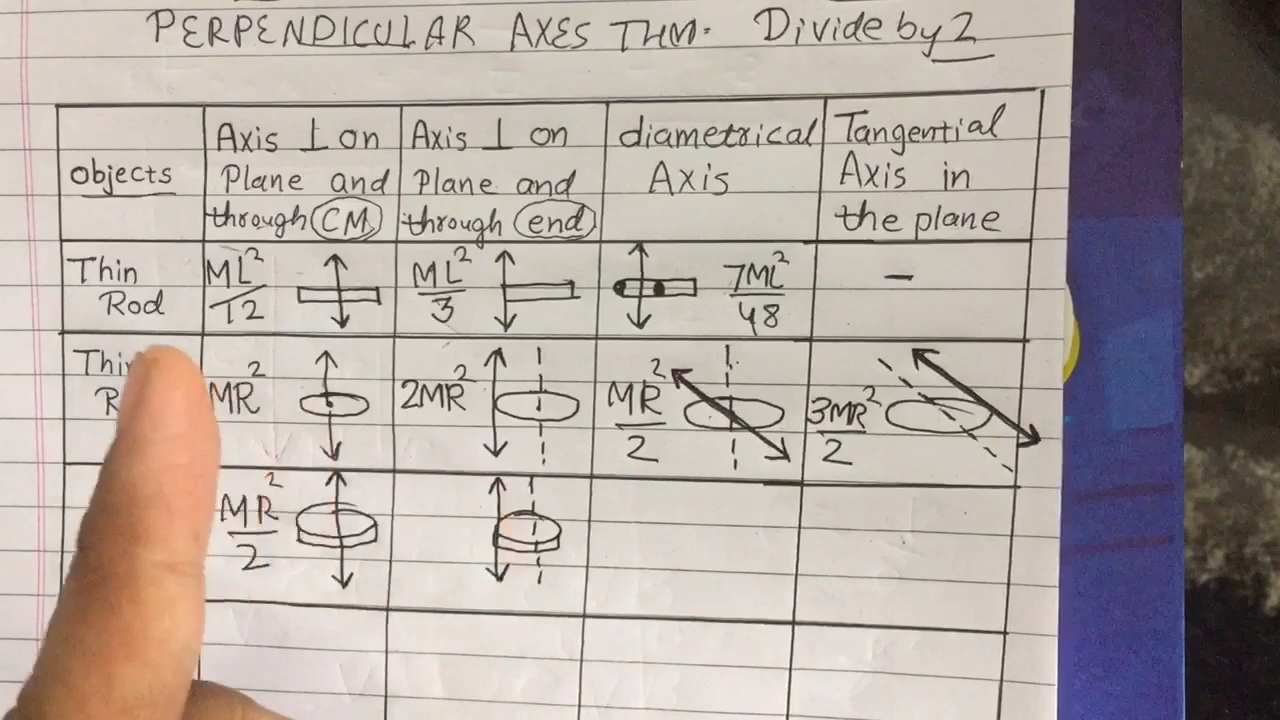 PERPENDICULAR AXES THM. Divide by 2
objects
Axis ⊥ on
Plane and
through CM
Axis ⊥ on
Plane and
through end
diametrical
Axis
Tangential
Axis in
the plane
Thin
Rod
ML²/12
ML²/3
7ML²/48
-
MR²
2MR²
MR²/2
3MR²/2
MR²/2